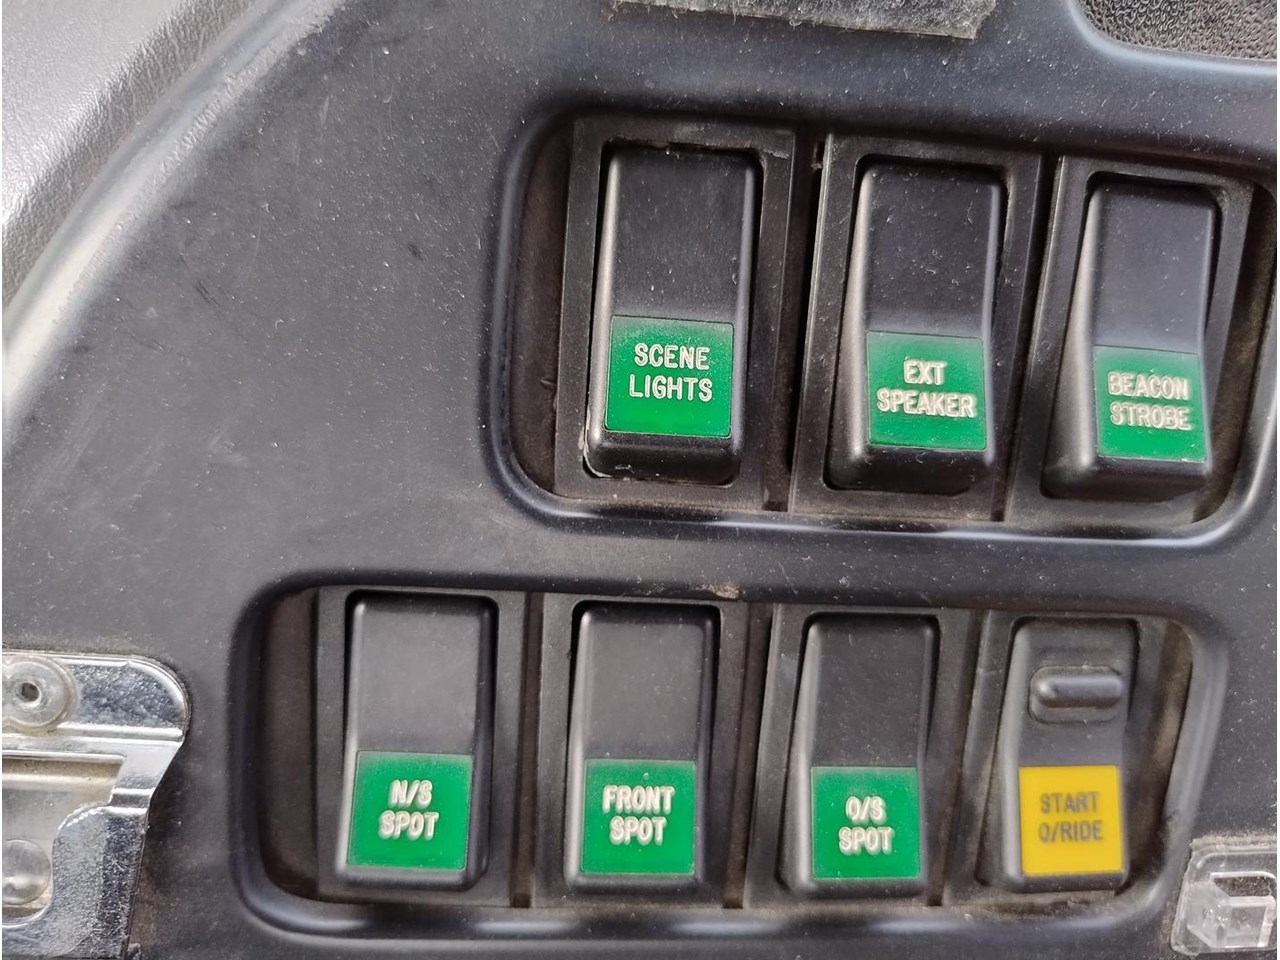 SCENE
LIGHTS
EXT
SPEAKER
BEACON
STROBE
N/S
SPOT
FRONT
SPOT
O/S
SPOT
START
O/RIDE